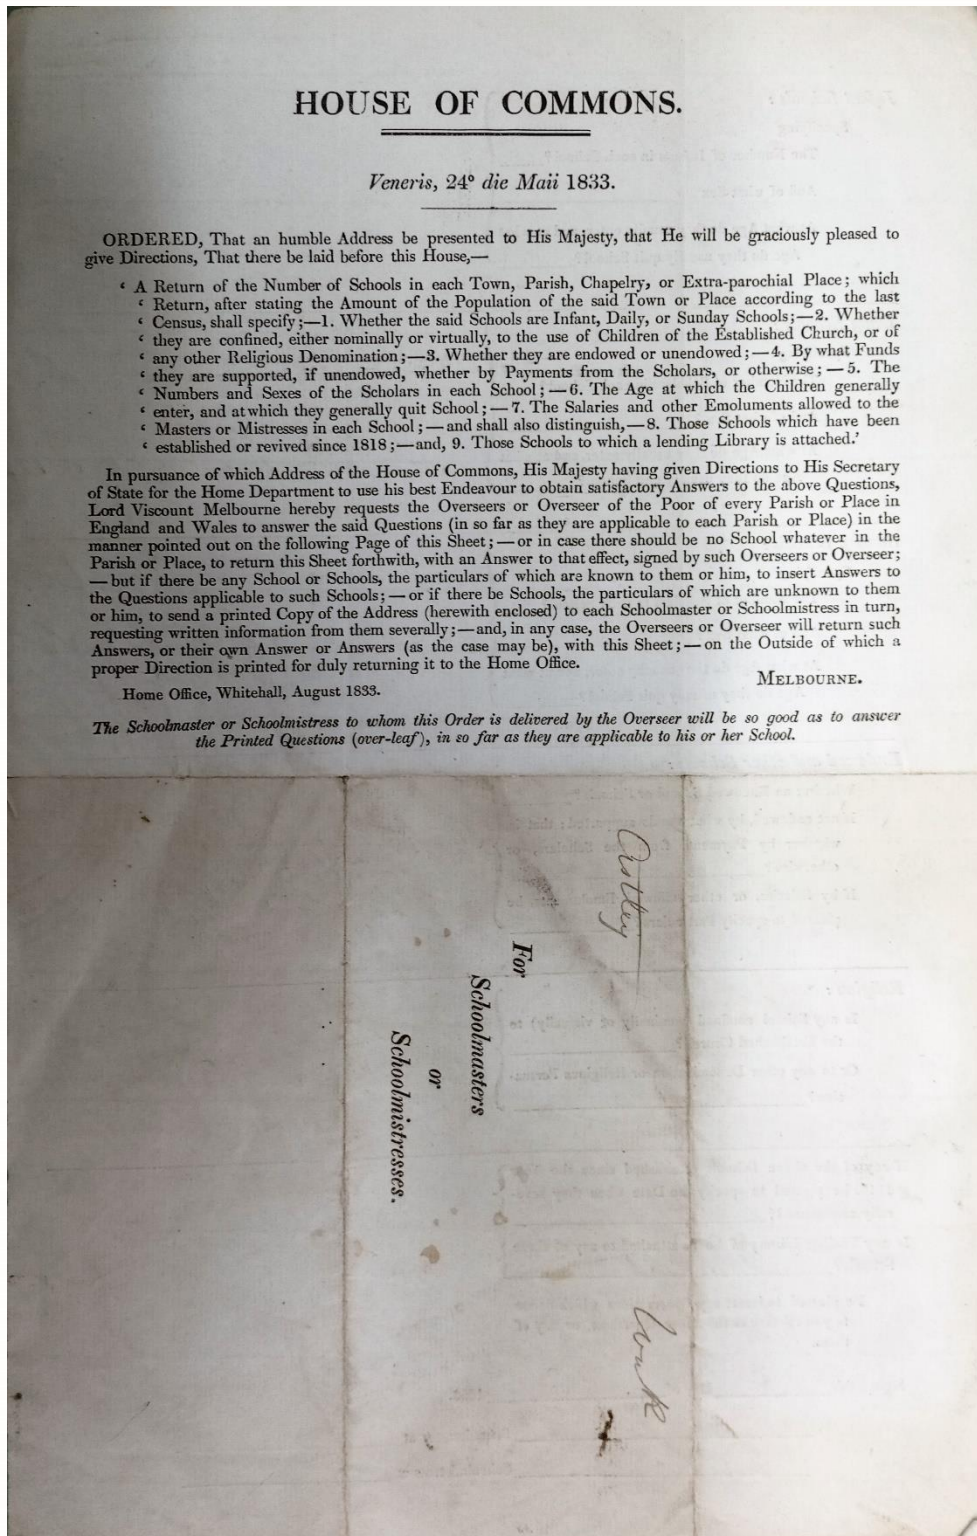 HOUSE OF COMMONS.
Veneris, 24° die Maii 1833.
ORDERED, That an humble Address be presented to His Majesty, that He will be graciously pleased to
give Directions, That there be laid before this House,—
‘ A Return of the Number of Schools in each Town, Parish, Chapelry, or Extra-parochial Place; which
‘ Return, after stating the Amount of the Population of the said Town or Place according to the last
‘ Census, shall specify;—1. Whether the said Schools are Infant, Daily, or Sunday Schools;—2. Whether
‘ they are confined, either nominally or virtually, to the use of Children of the Established Church, or of
‘ any other Religious Denomination;—3. Whether they are endowed or unendowed;—4. By what Funds
‘ they are supported, if unendowed, whether by Payments from the Scholars, or otherwise;—5. The
‘ Numbers and Sexes of the Scholars in each School;—6. The Age at which the Children generally
‘ enter, and at which they generally quit School;—7. The Salaries and other Emoluments allowed to the
‘ Masters or Mistresses in each School;—and shall also distinguish,—8. Those Schools which have been
‘ established or revived since 1818;—and, 9. Those Schools to which a lending Library is attached.’
In pursuance of which Address of the House of Commons, His Majesty having given Directions to His Secretary
of State for the Home Department to use his best Endeavour to obtain satisfactory Answers to the above Questions,
Lord Viscount Melbourne hereby requests the Overseers or Overseer of the Poor of every Parish or Place in
England and Wales to answer the said Questions (in so far as they are applicable to each Parish or Place) in the
manner pointed out on the following Page of this Sheet;—or in case there should be no School whatever in the
Parish or Place, to return this Sheet forthwith, with an Answer to that effect, signed by such Overseers or Overseer;
—but if there be any School or Schools, the particulars of which are known to them or him, to insert Answers to
the Questions applicable to such Schools;—or if there be Schools, the particulars of which are unknown to them
or him, to send a printed Copy of the Address (herewith enclosed) to each Schoolmaster or Schoolmistress in turn,
requesting written information from them severally;—and, in any case, the Overseers or Overseer will return such
Answers, or their own Answer or Answers (as the case may be), with this Sheet;—on the Outside of which a
proper Direction is printed for duly returning it to the Home Office.
MELBOURNE.
Home Office, Whitehall, August 1833.
The Schoolmaster or Schoolmistress to whom this Order is delivered by the Overseer will be so good as to answer
the Printed Questions (over-leaf), in so far as they are applicable to his or her School.
Astley
For
Schoolmasters
or
Schoolmistresses.